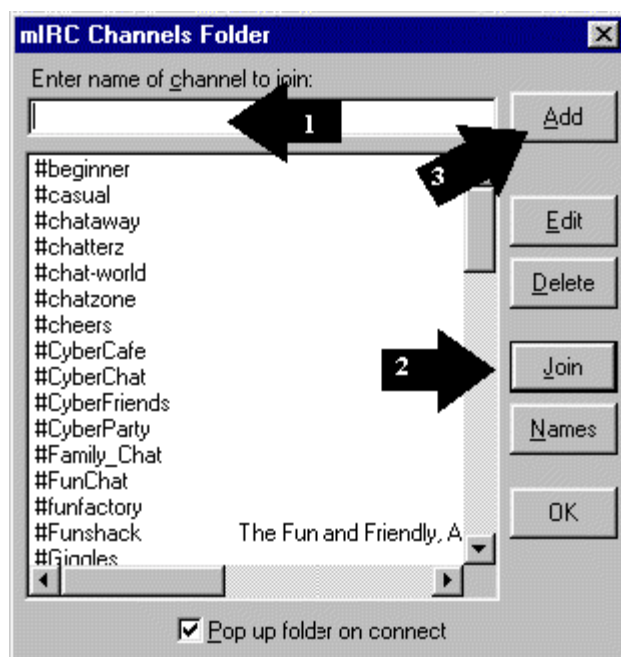 mIRC Channels Folder
Enter name of channel to join:
1
Add
3
#beginner
#casual
#chataway
Edit
#chatterz
#chat-world
Delete
#chatzone
#cheers
#CyberCafe
2
Join
#CyberChat
#CyberFriends
Names
#CyberParty
#Family_Chat
#FunChat
#funfactory
OK
#Funshack The Fun and Friendly, A
#Giggles
Pop up folder on connect